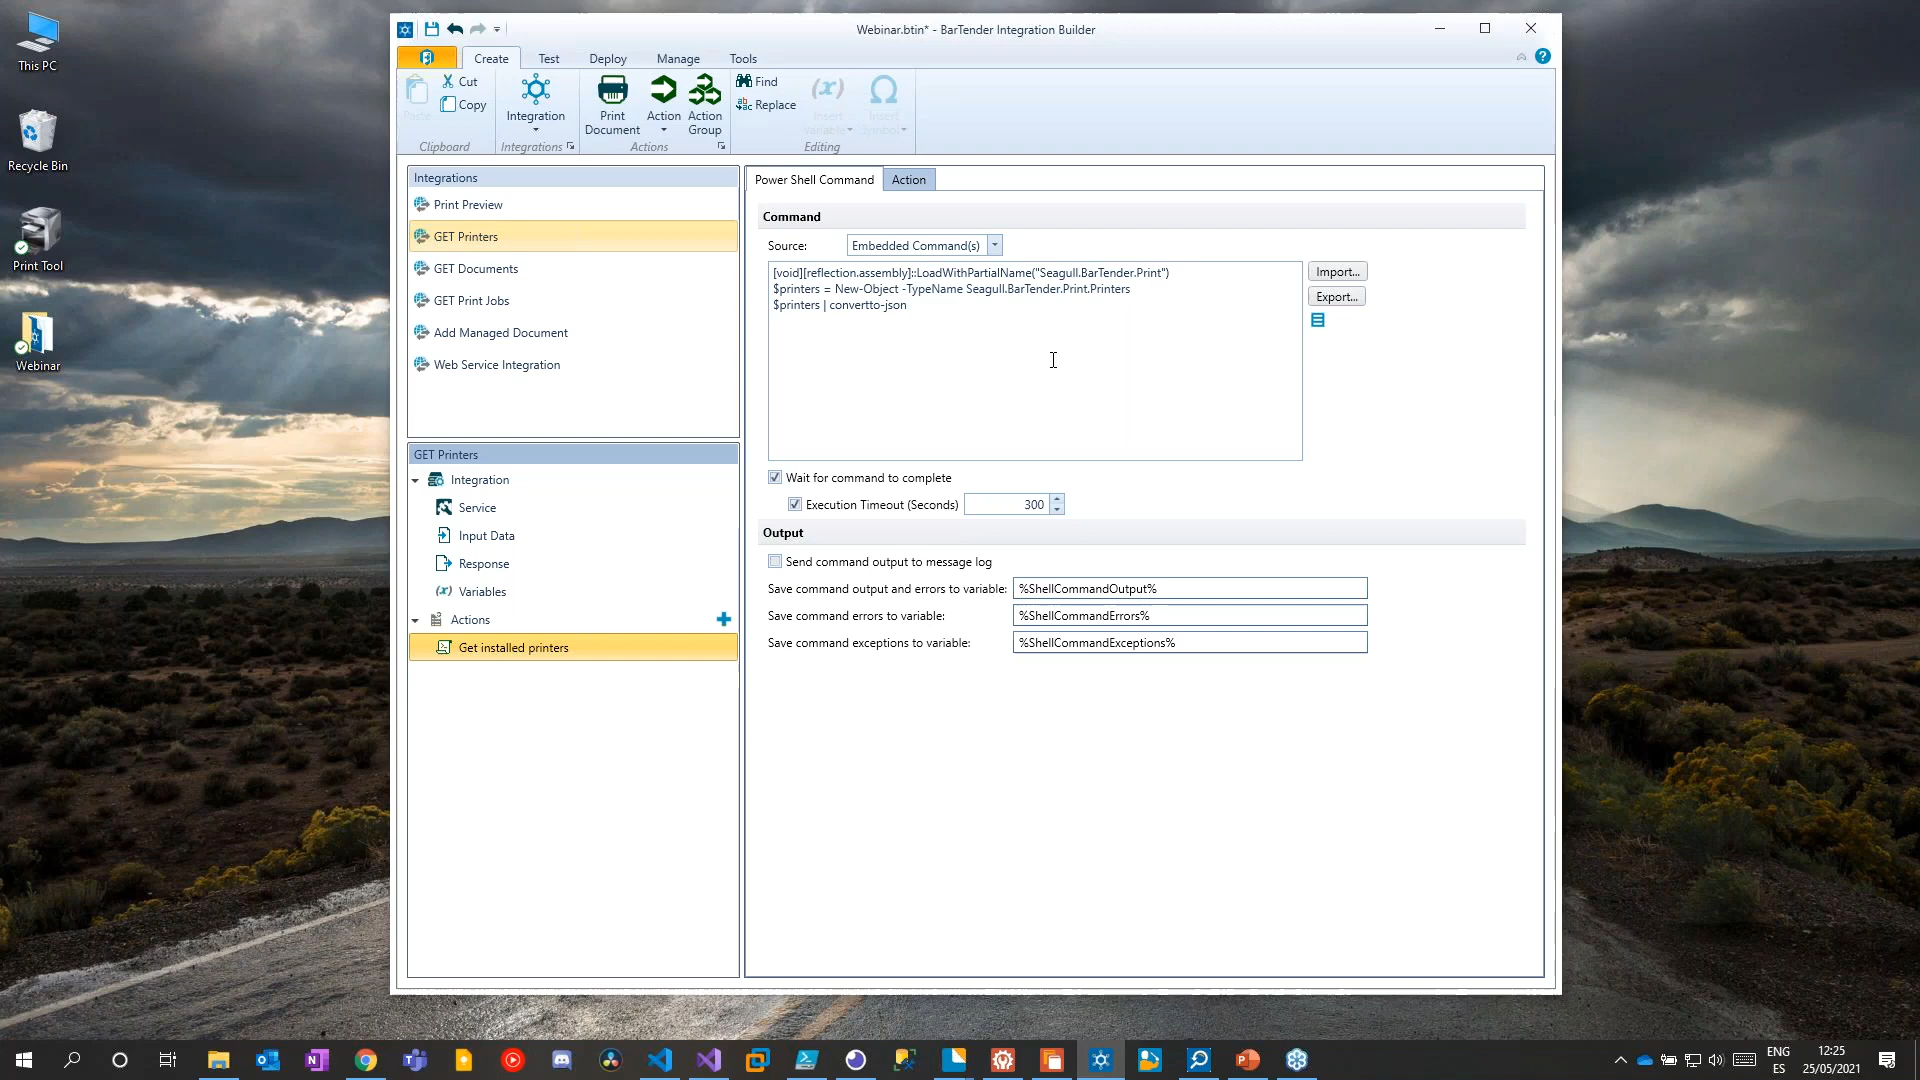 This PC
Recycle Bin
Print Tool
Webinar
Webinar.btin* - BarTender Integration Builder
Create
Test
Deploy
Manage
Tools
Paste
Cut
Copy
Clipboard
Integration
Integrations
Print
Document
Action
Action
Group
Actions
Find
Replace
Insert
Variable
Insert
Symbol
Editing
Integrations
Print Preview
GET Printers
GET Documents
GET Print Jobs
Add Managed Document
Web Service Integration
GET Printers
Integration
Service
Input Data
Response
Variables
Actions
Get installed printers
Power Shell Command
Action
Command
Source:
Embedded Command(s)
[void][reflection.assembly]::LoadWithPartialName("Seagull.BarTender.Print")
$printers = New-Object -TypeName Seagull.BarTender.Print.Printers
$printers | convertto-json
Import...
Export...
Wait for command to complete
Execution Timeout (Seconds)
300
Output
Send command output to message log
Save command output and errors to variable:
%ShellCommandOutput%
Save command errors to variable:
%ShellCommandErrors%
Save command exceptions to variable:
%ShellCommandExceptions%
ENG
ES
12:25
25/05/2021